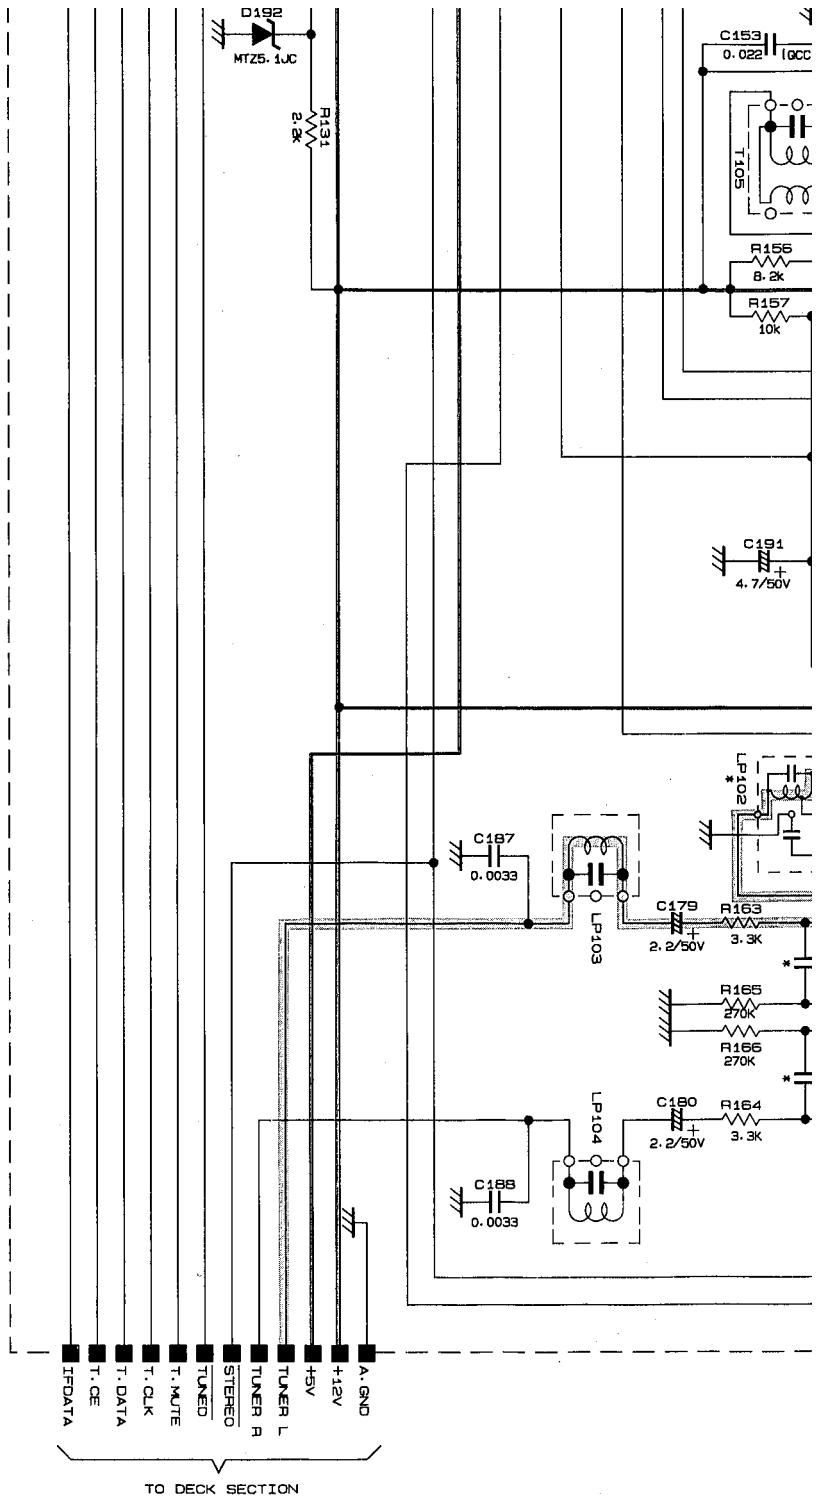 D192
MTZ5.1JC
C153
0.022
(QCC
R131
2.2k
T105
R156
8.2k
R157
10k
C191
+
4.7/50V
LP102
*
C187
0.0033
LP103
C179
+
2.2/50V
R163
3.3K
*
R165
270K
R166
270K
*
LP104
C180
+
2.2/50V
R164
3.3K
C188
0.0033
IFDATA
T.CE
T.DATA
T.CLK
T.MUTE
TUNED
STEREO
TUNER R
TUNER L
+5V
+12V
A.GND
TO DECK SECTION